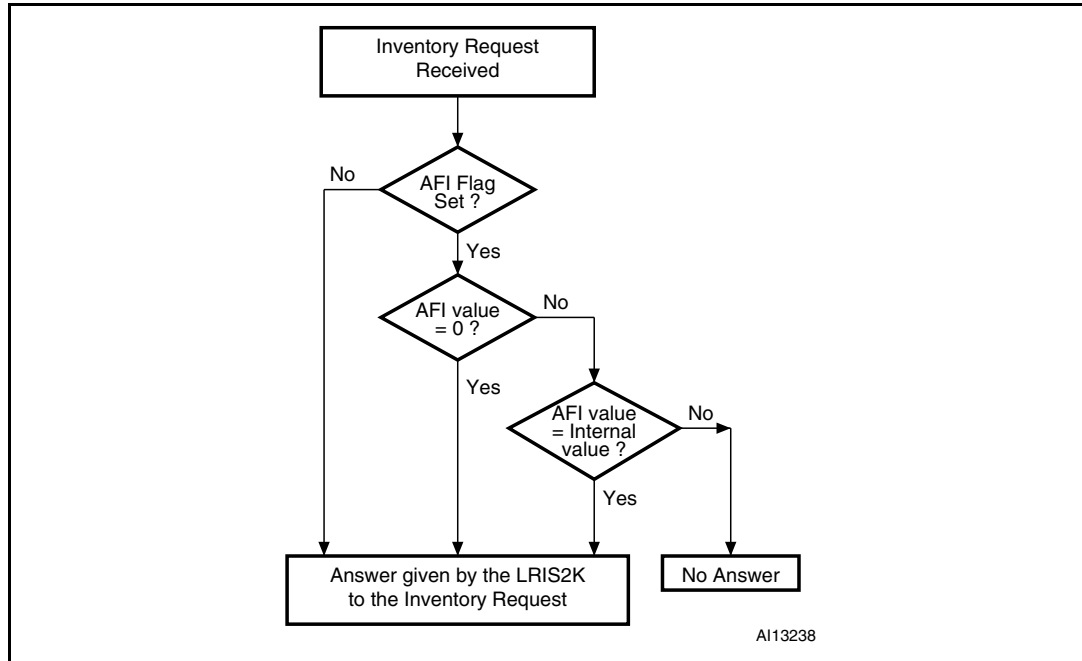 Inventory Request
Received
No
AFI Flag
Set ?
Yes
AFI value
= 0 ?
No
Yes
AFI value
= Internal
value ?
No
Yes
Answer given by the LRIS2K
to the Inventory Request
No Answer
AI13238